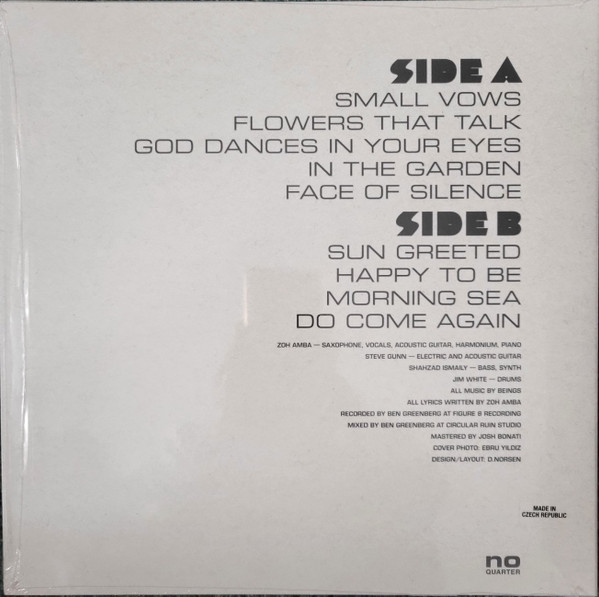 SIDE A
SMALL VOWS
FLOWERS THAT TALK
GOD DANCES IN YOUR EYES
IN THE GARDEN
FACE OF SILENCE
SIDE B
SUN GREETED
HAPPY TO BE
MORNING SEA
DO COME AGAIN
ZOH AMBA — SAXOPHONE, VOCALS, ACOUSTIC GUITAR, HARMONIUM, PIANO
STEVE GUNN — ELECTRIC AND ACOUSTIC GUITAR
SHAHZAD ISMAILY — BASS, SYNTH
JIM WHITE — DRUMS
ALL MUSIC BY BEINGS
ALL LYRICS WRITTEN BY ZOH AMBA
RECORDED BY BEN GREENBERG AT FIGURE 8 RECORDING
MIXED BY BEN GREENBERG AT CIRCULAR RUIN STUDIO
MASTERED BY JOSH BONATI
COVER PHOTO: EBRU YILDIZ
DESIGN/LAYOUT: D.NORSEN
MADE IN
CZECH REPUBLIC
no
QUARTER